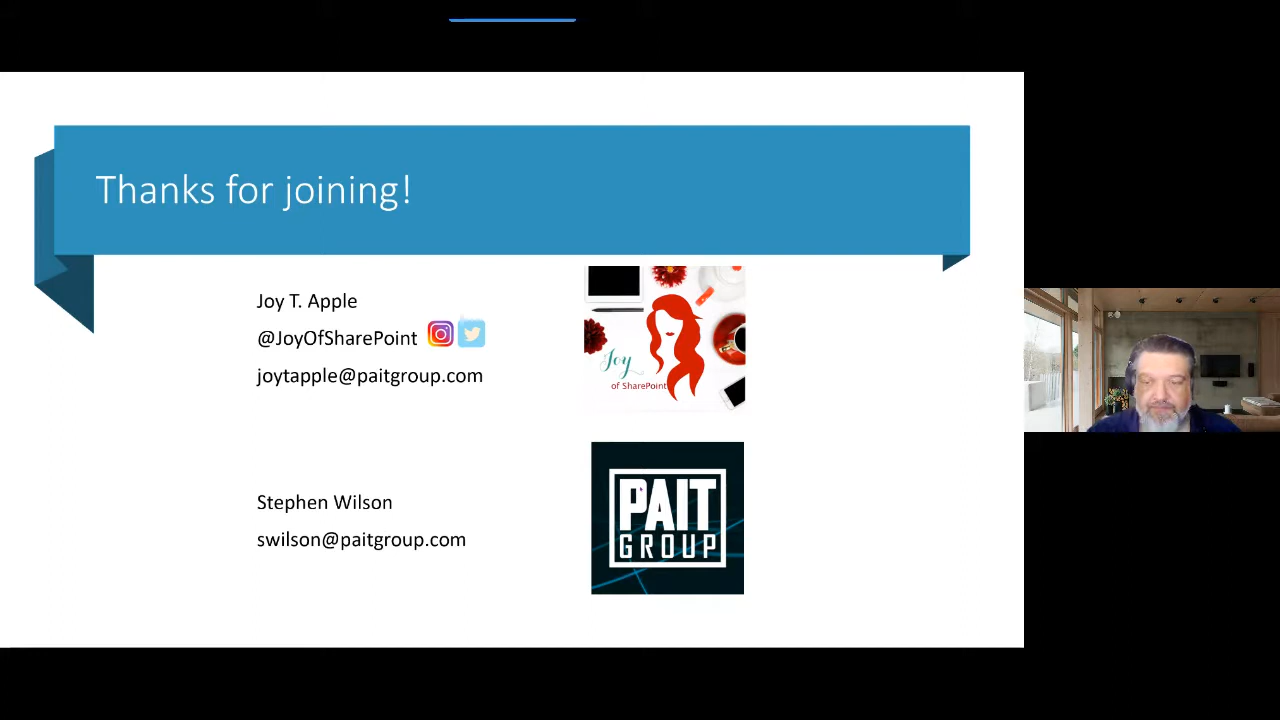 Thanks for joining!
Joy T. Apple
@JoyOfSharePoint
joytapple@paitgroup.com
Joy
of SharePoint
Stephen Wilson
swilson@paitgroup.com
PAIT
GROUP